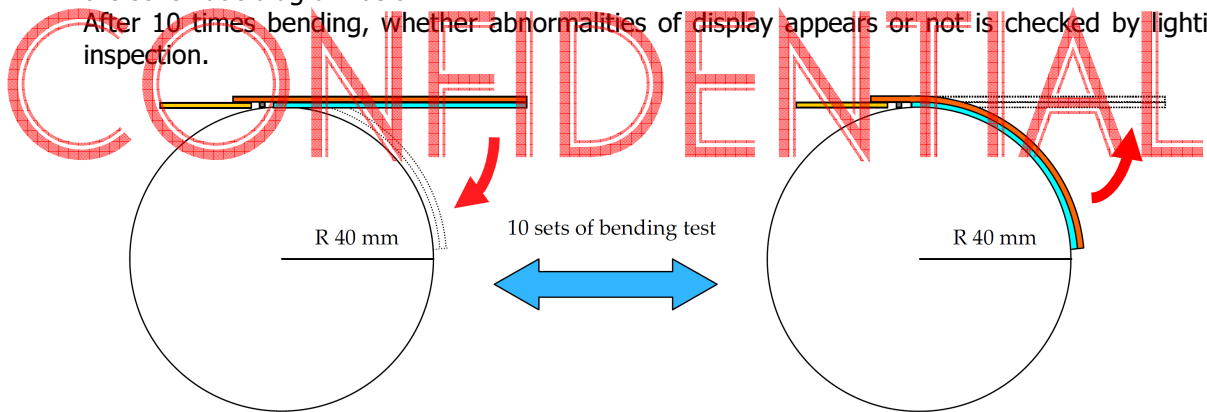 After 10 times bending, whether abnormalities of display appears or not is checked by lighti
inspection.
CONFIDENTIAL
10 sets of bending test
R 40 mm
R 40 mm